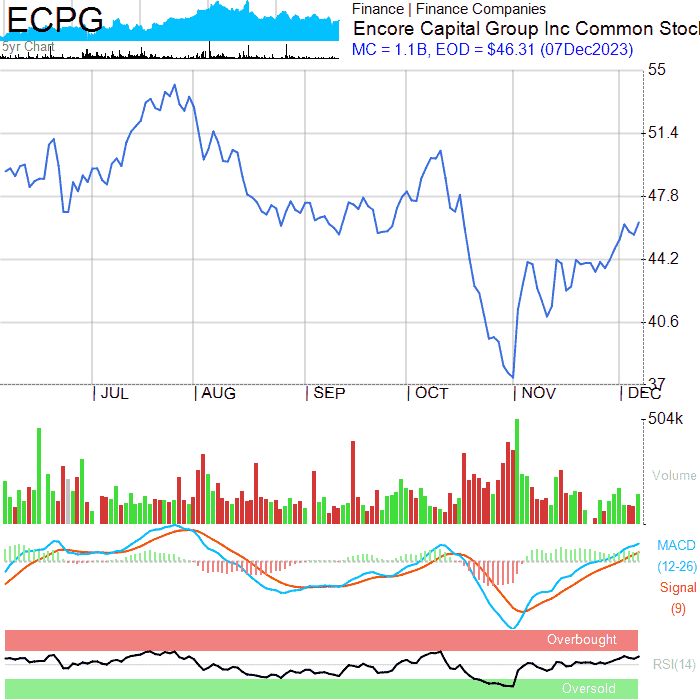 ECPG
5yr Chart
Finance | Finance Companies
Encore Capital Group Inc Common Stoc
MC = 1.1B, EOD = $46.31 (07Dec2023)
55
51.4
47.8
44.2
40.6
37
JUL
AUG
SEP
OCT
NOV
DEC
504k
Volume
MACD
(12-26)
Signal
(9)
Overbought
RSI(14)
Oversold